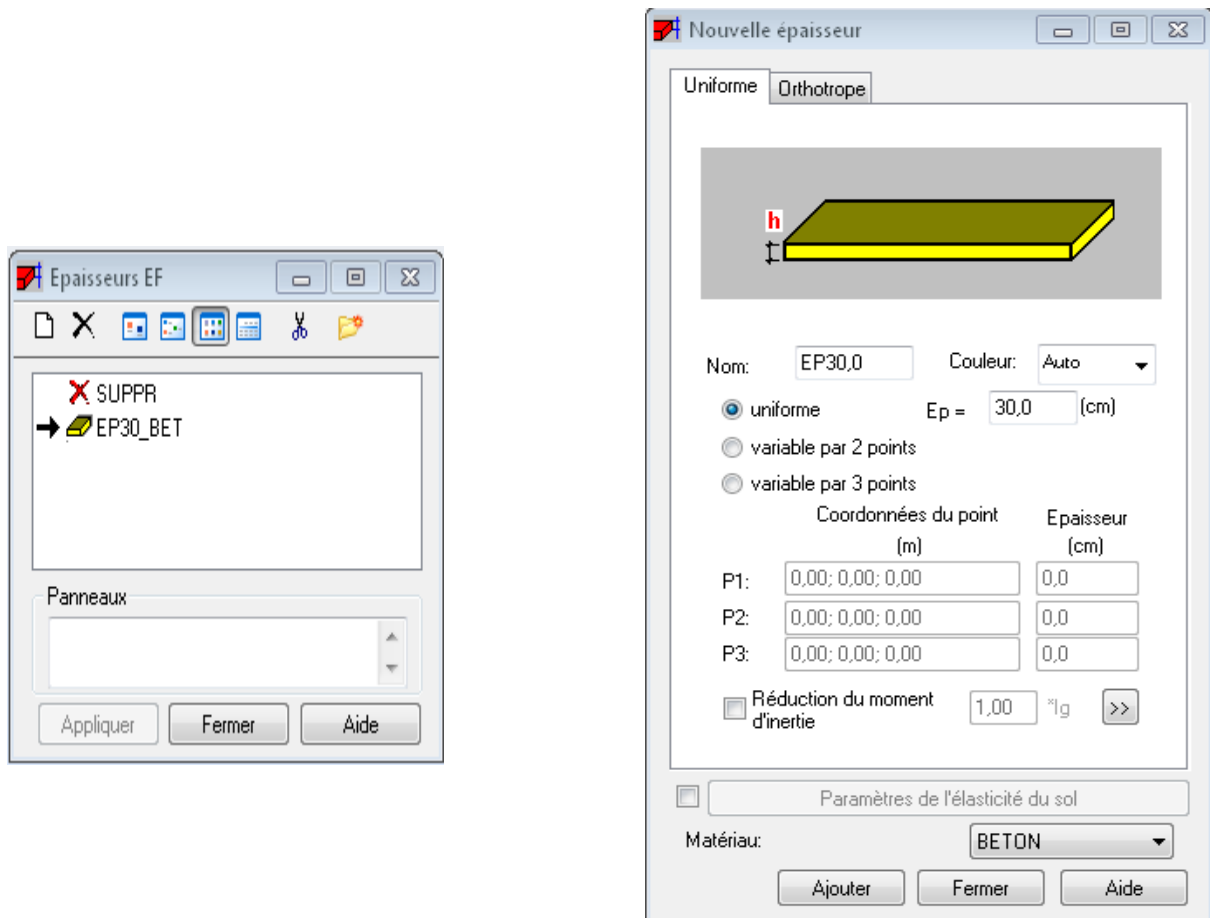 Epaisseurs EF
SUPPR
EP30_BET
Panneaux
Appliquer Fermer Aide
Nouvelle épaisseur
Uniforme Orthotrope
h
Nom: EP30,0 Couleur: Auto
uniforme Ep = 30,0 (cm)
variable par 2 points
variable par 3 points
Coordonnées du point Epaisseur
(m) (cm)
P1: 0,00; 0,00; 0,00 0,0
P2: 0,00; 0,00; 0,00 0,0
P3: 0,00; 0,00; 0,00 0,0
Réduction du moment
d'inertie 1,00 *Ig >>
Paramètres de l'élasticité du sol
Matériau: BETON
Ajouter Fermer Aide